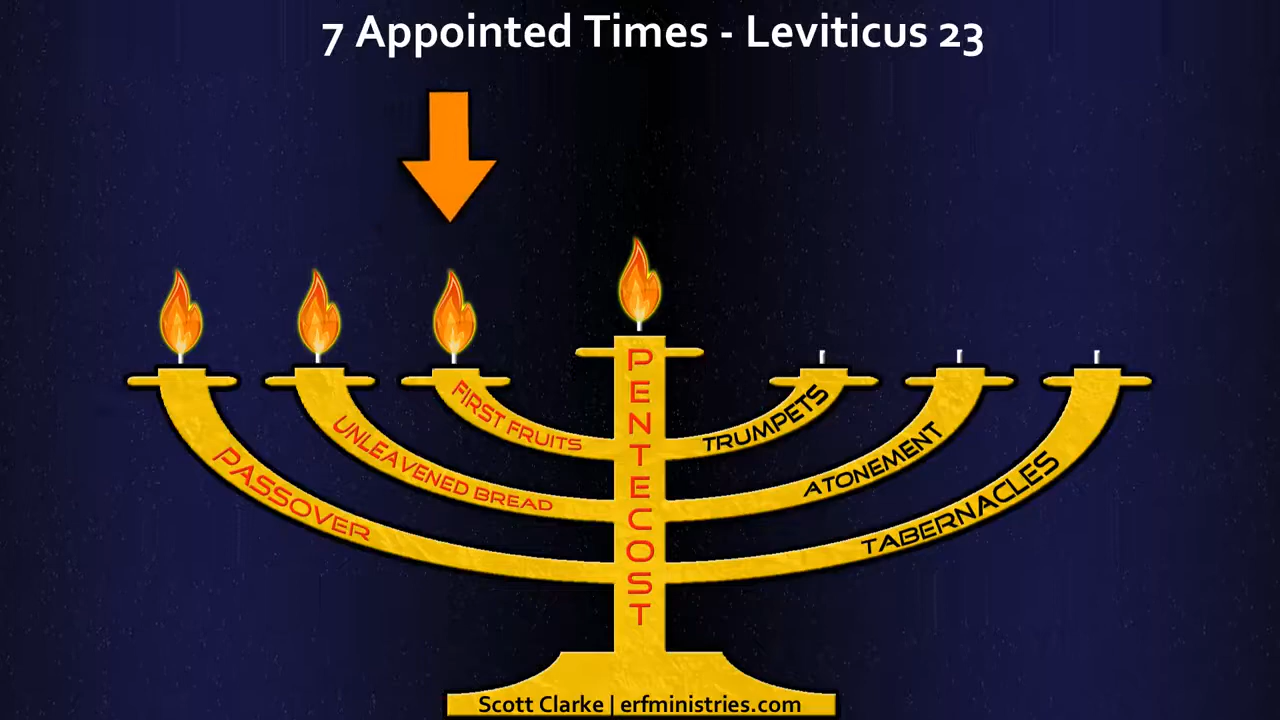 7 Appointed Times - Leviticus 23
PASSOVER
UNLEAVENED BREAD
FIRST FRUITS
PENTECOST
TRUMPETS
ATONEMENT
TABERNACLES
Scott Clarke | erfministries.com